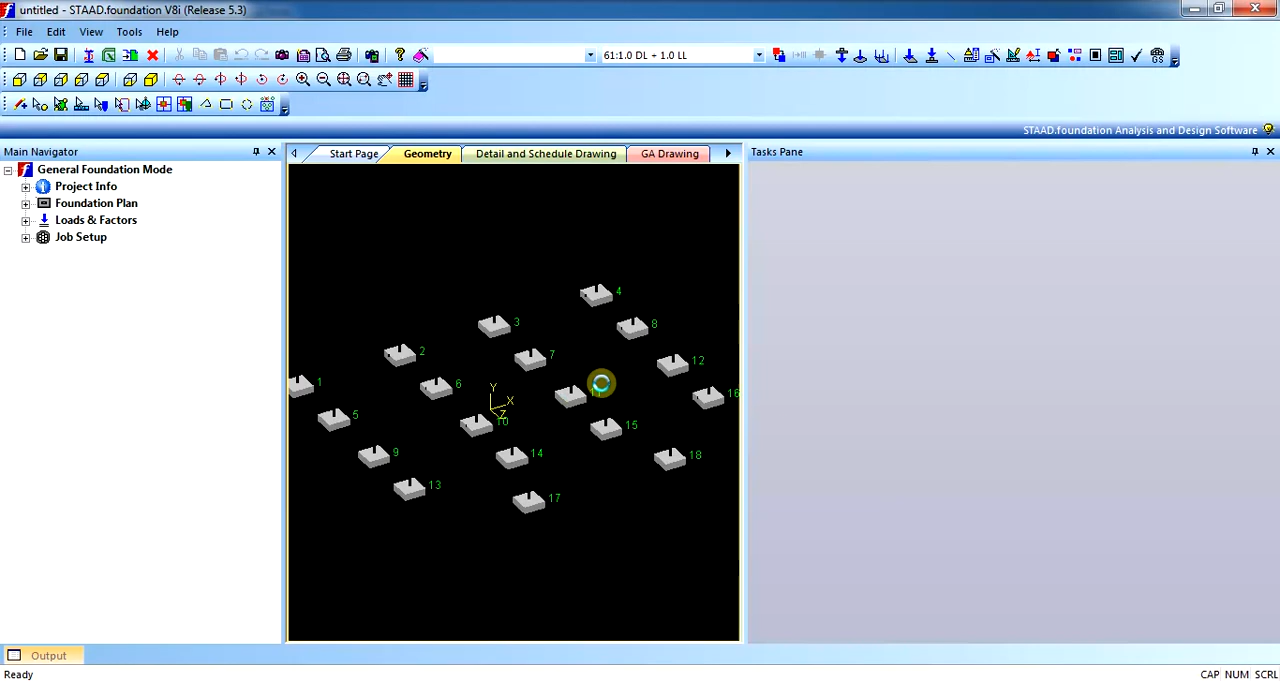 untitled - STAAD.foundation V8i (Release 5.3)
File Edit View Tools Help
61:1.0 DL + 1.0 LL
STAAD.foundation Analysis and Design Software
Main Navigator
Start Page Geometry Detail and Schedule Drawing GA Drawing
Tasks Pane
General Foundation Mode
Project Info
Foundation Plan
Loads & Factors
Job Setup
4
3 8
2 7 12
1 6 Y X 16
5 Z 10 15
9 14 18
13 17
Output
Ready
CAP NUM SCRL